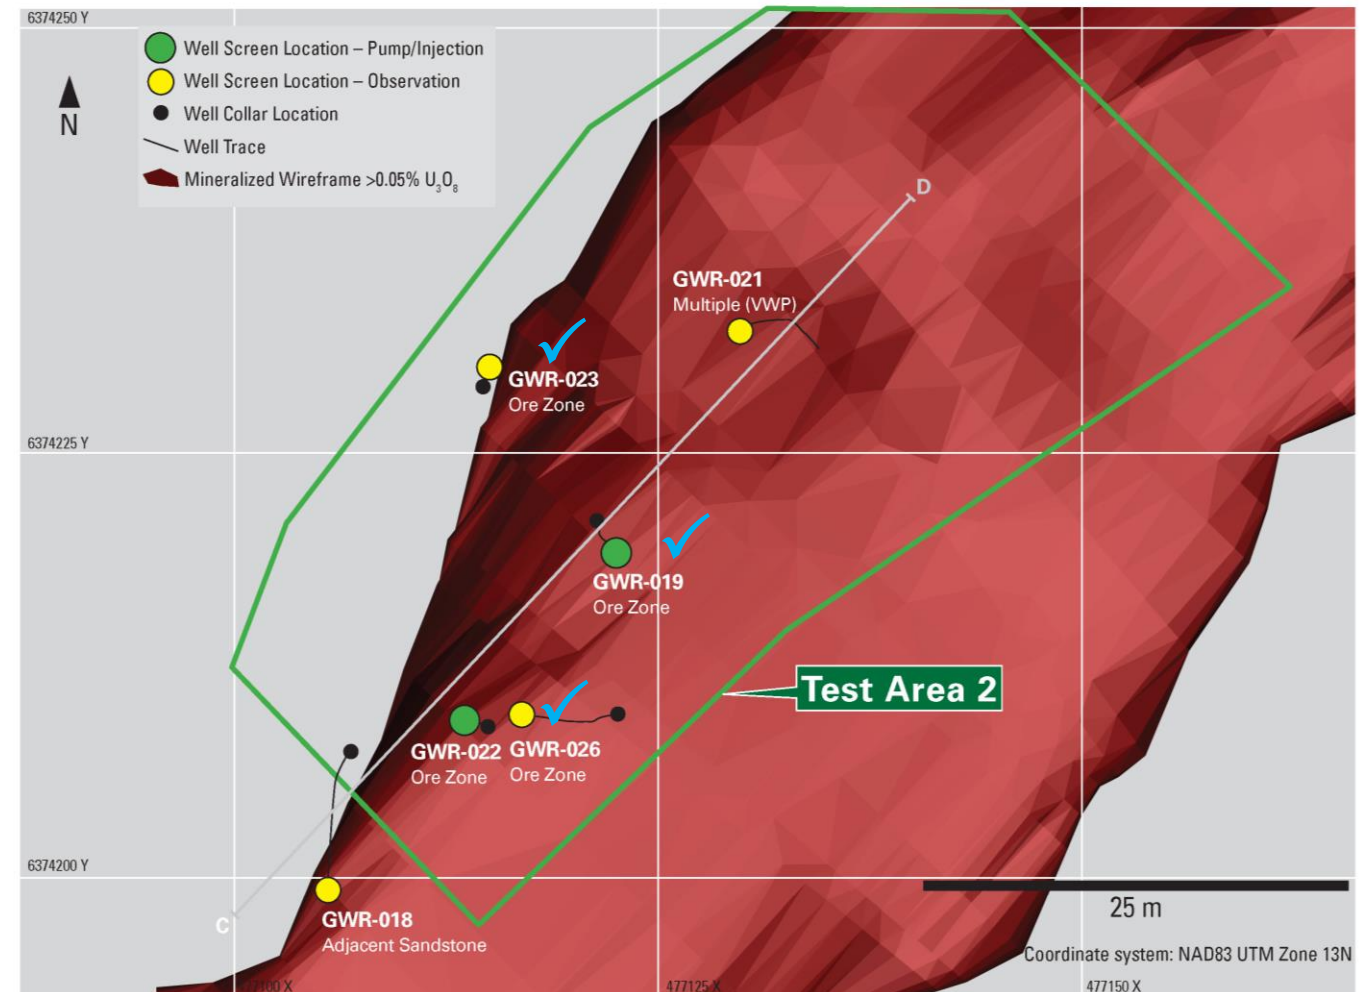 6374250 Y
Well Screen Location – Pump/Injection
Well Screen Location – Observation
Well Collar Location
Well Trace
Mineralized Wireframe >0.05% U₃O₈
N
D
GWR-021
Multiple (VWP)
GWR-023
Ore Zone
6374225 Y
GWR-019
Ore Zone
Test Area 2
GWR-022
Ore Zone
GWR-026
Ore Zone
6374200 Y
25 m
C
GWR-018
Adjacent Sandstone
Coordinate system: NAD83 UTM Zone 13N
477100 X
477125 X
477150 X